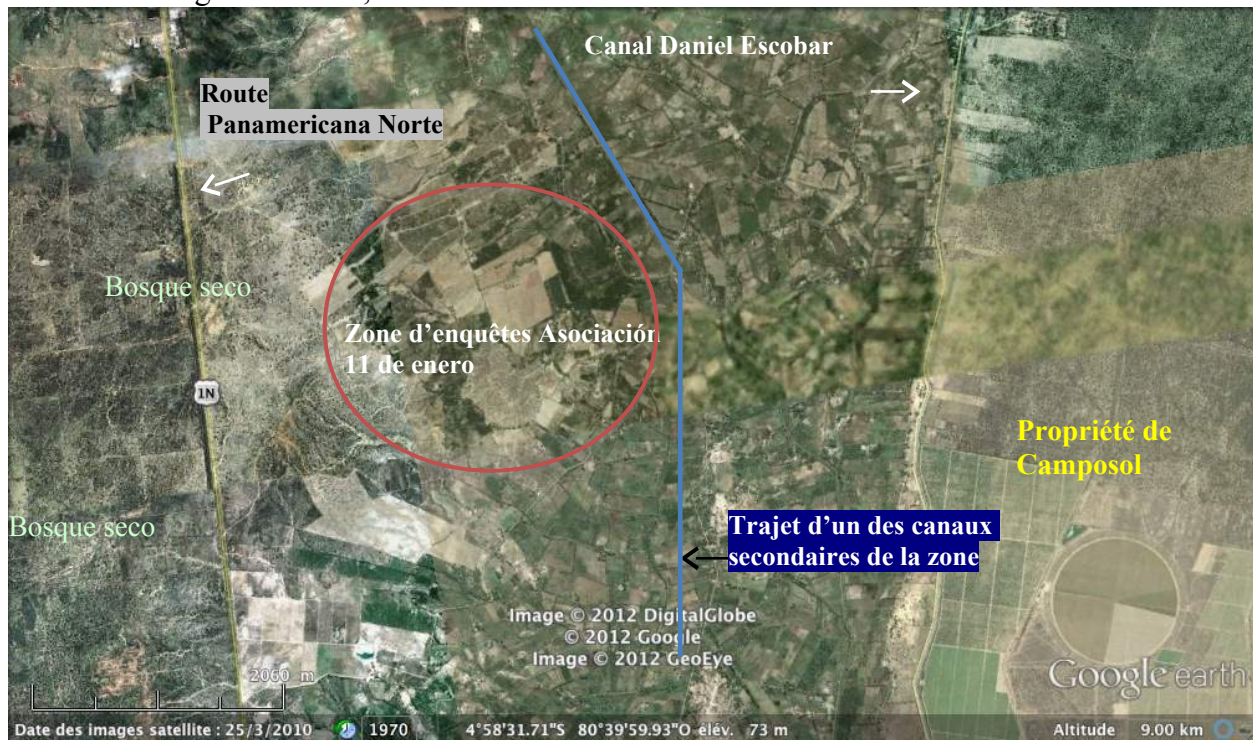 Canal Daniel Escobar
Route
Panamericana Norte
Bosque seco
Zone d'enquêtes Asociación
11 de enero
1N
Propriété de
Camposol
Bosque seco
Trajet d'un des canaux
secondaires de la zone
Image © 2012 DigitalGlobe
© 2012 Google
Image © 2012 GeoEye
2060 m
Google earth
Date des images satellite : 25/3/2010 1970 4°58'31.71"S 80°39'59.93"O élév. 73 m Altitude 9.00 km